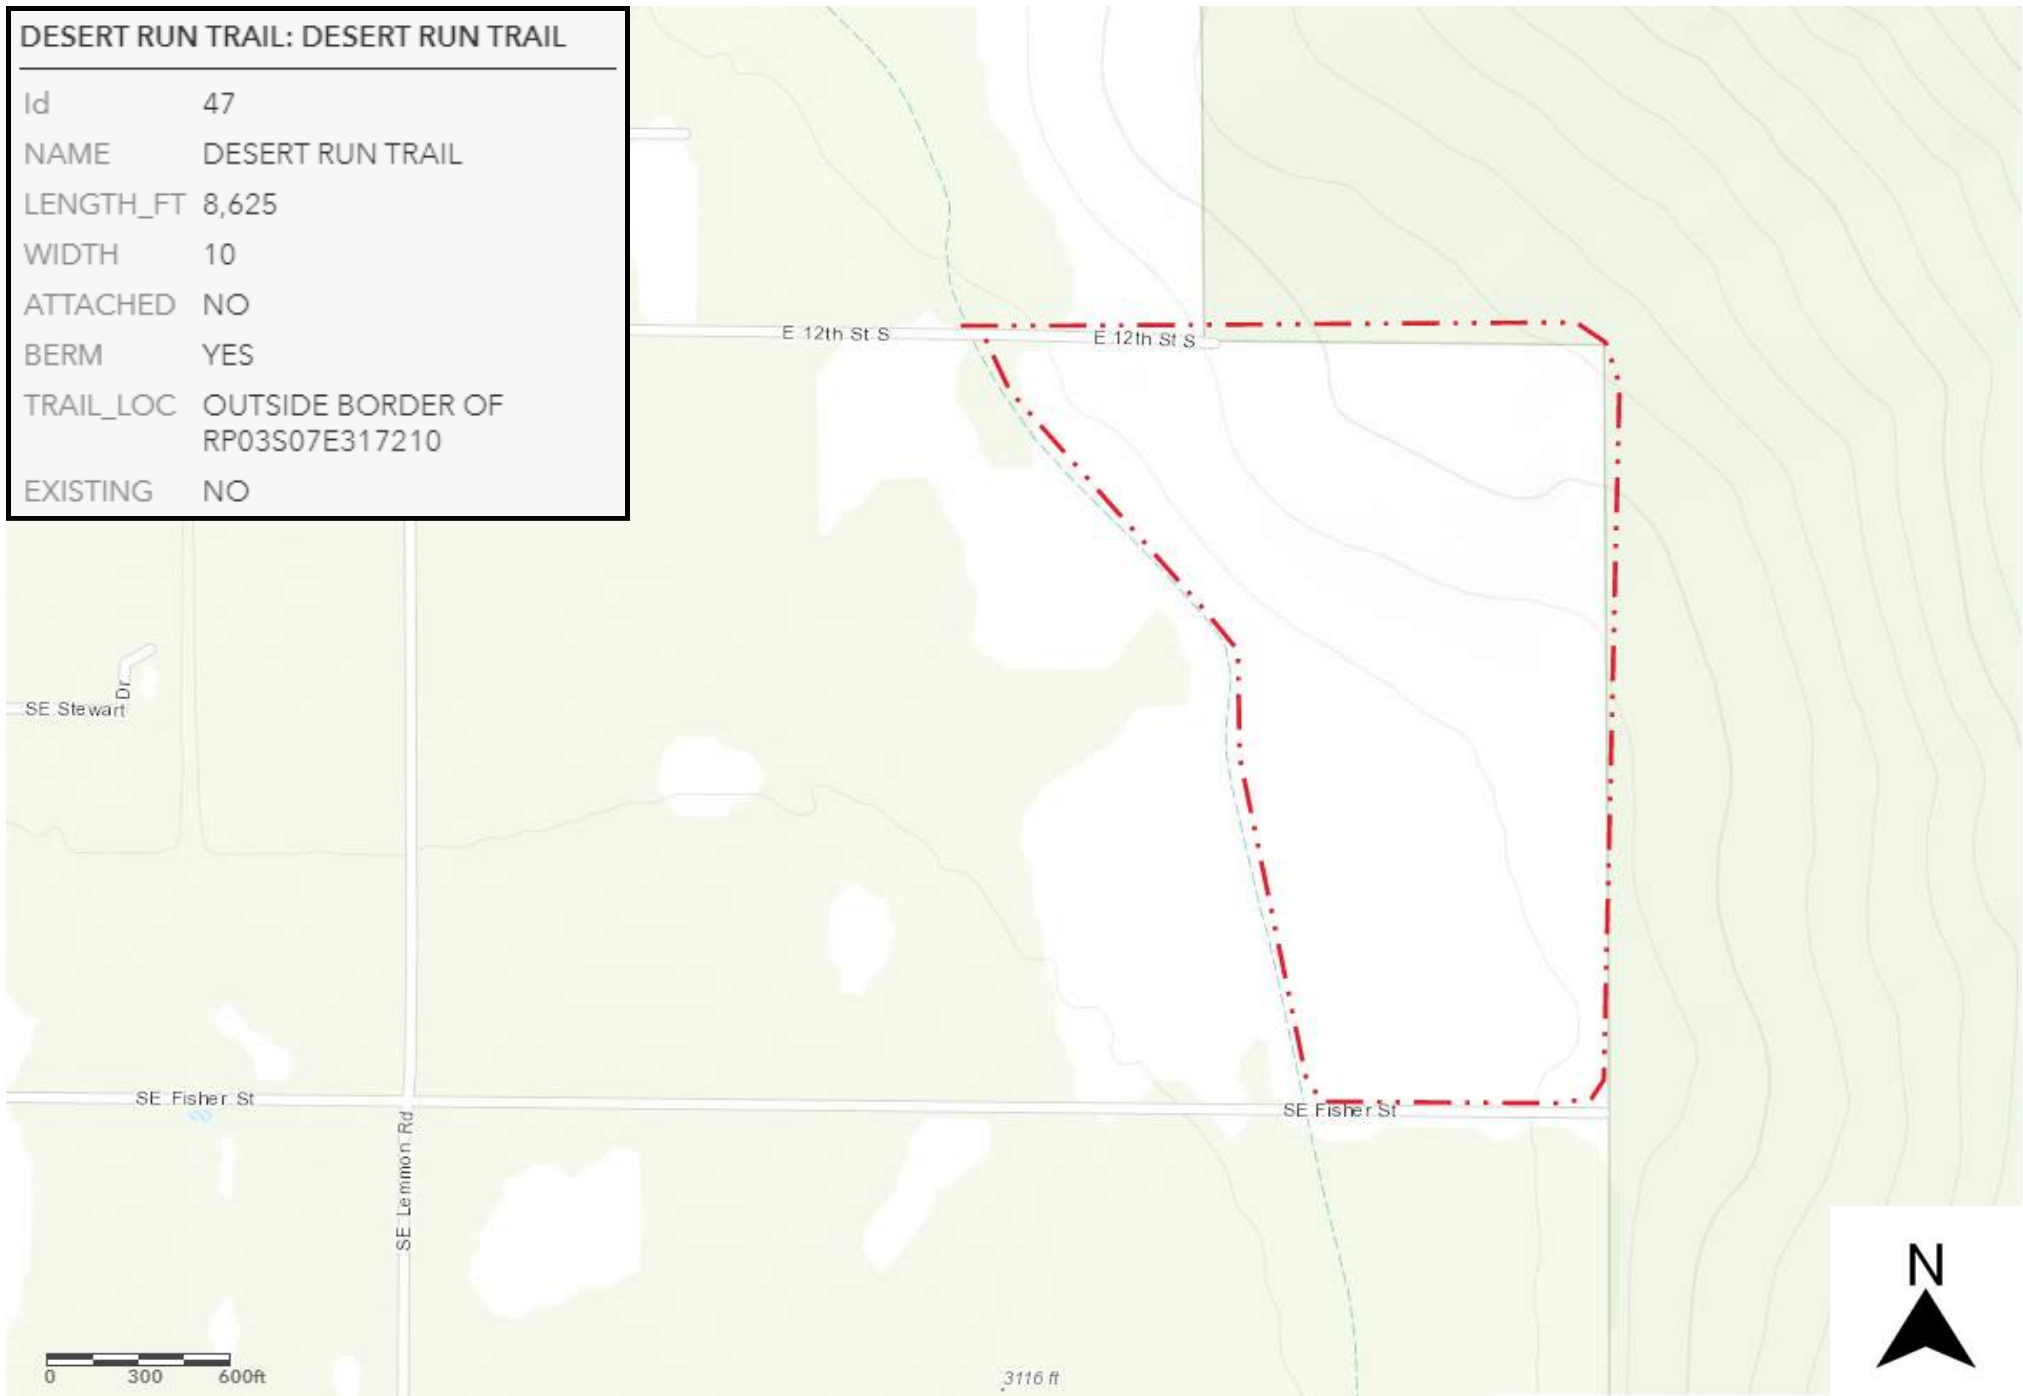 DESERT RUN TRAIL: DESERT RUN TRAIL
Id 47
NAME DESERT RUN TRAIL
LENGTH_FT 8,625
WIDTH 10
ATTACHED NO
BERM YES
TRAIL_LOC OUTSIDE BORDER OF
RP03S07E317210
EXISTING NO
E 12th St S
E 12th St S
SE Stewart
Dr
SE Fisher St
SE Fisher St
SE Lemmon Rd
N
0 300 600ft
3116 ft